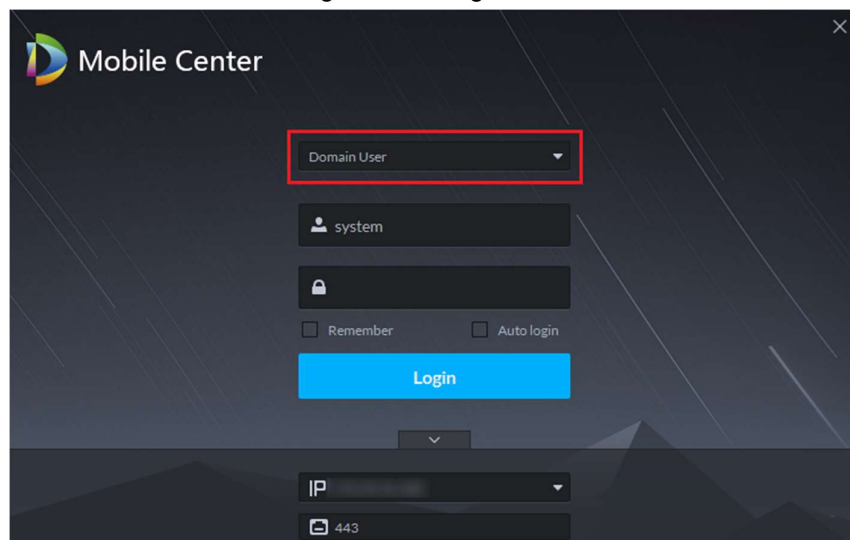 Mobile Center
Domain User
system
Remember
Auto login
Login
IP
443